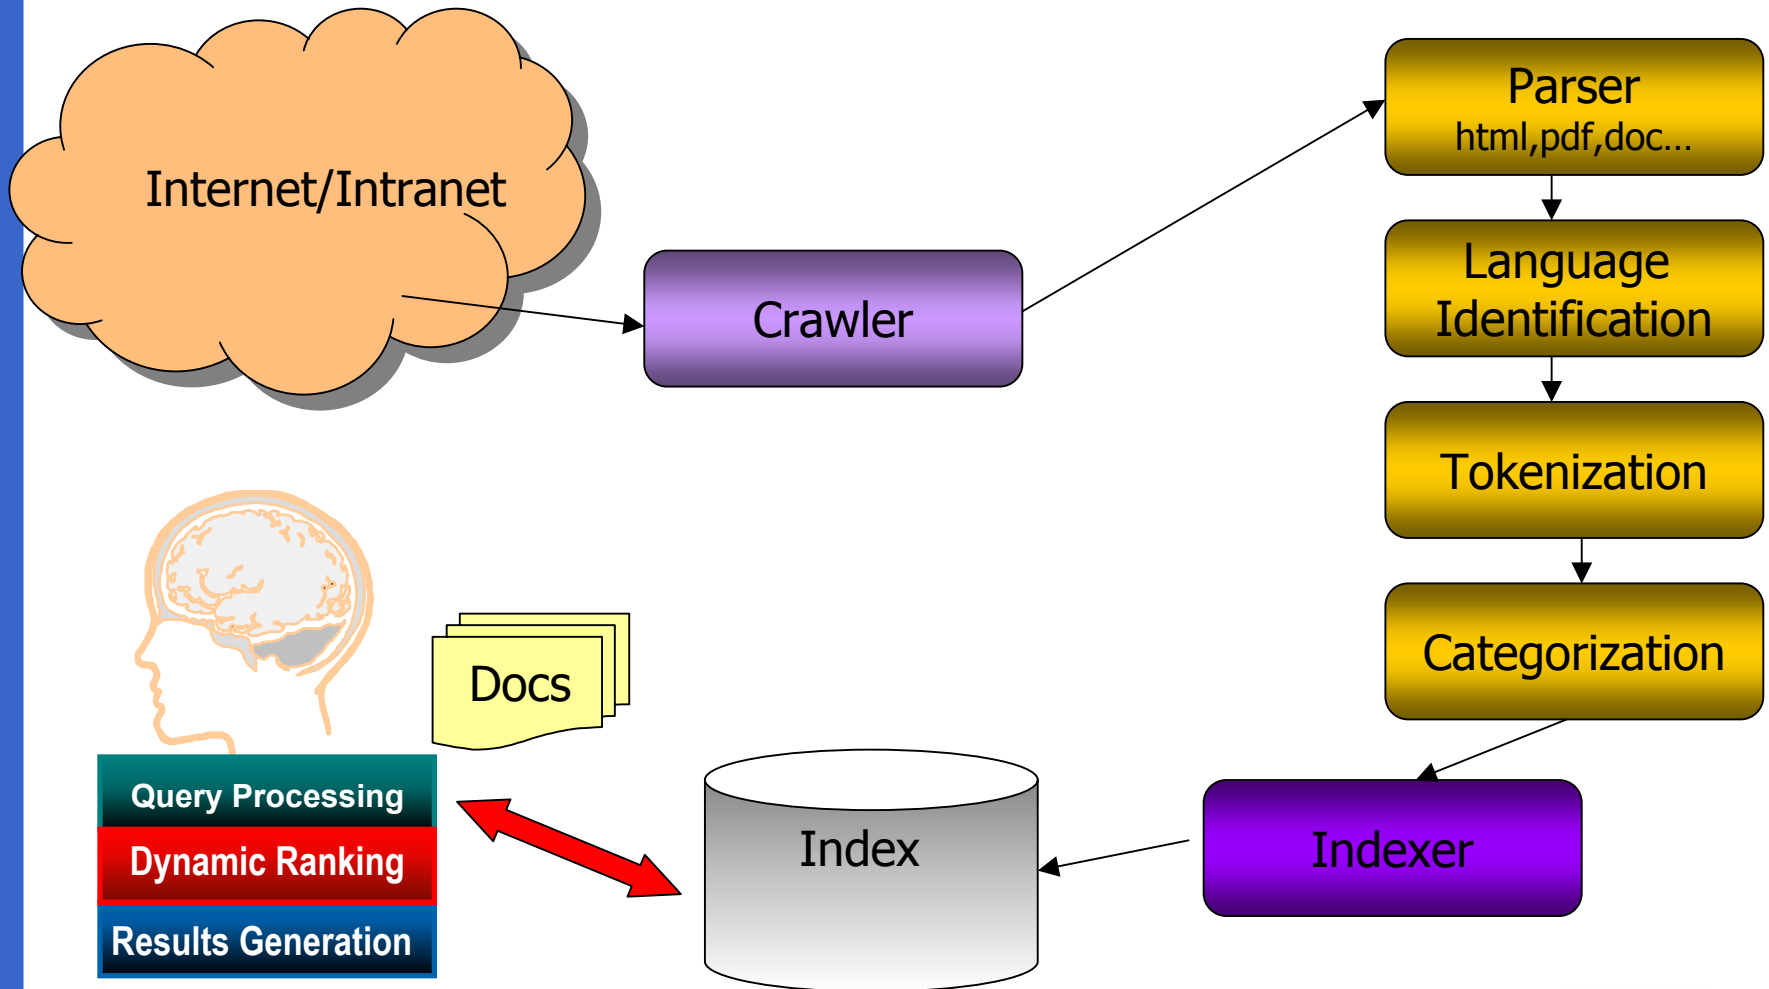 Internet/Intranet
Crawler
Parser
html,pdf,doc...
Language
Identification
Tokenization
Categorization
Indexer
Index
Docs
Query Processing
Dynamic Ranking
Results Generation